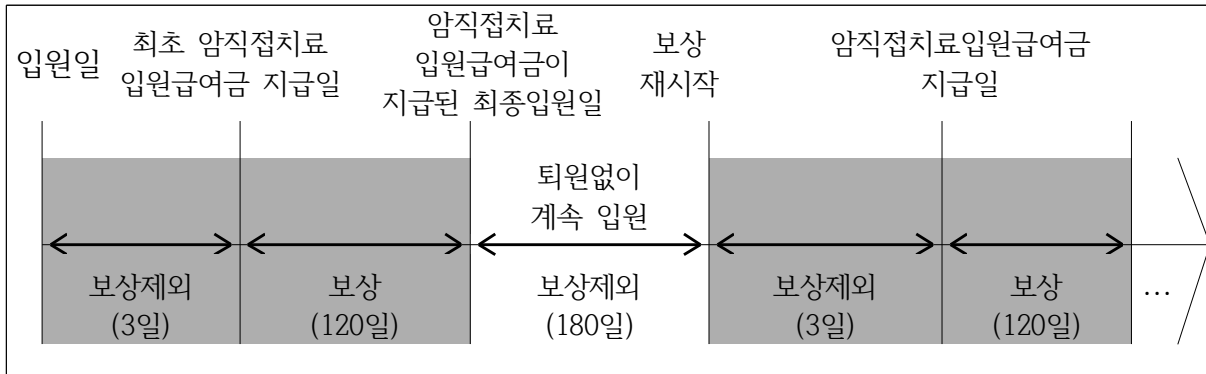 입원일
최초 암직접치료
입원급여금 지급일
암직접치료
입원급여금이
지급된 최종입원일
보상
재시작
암직접치료입원급여금
지급일
퇴원없이
계속 입원
보상제외
(3일)
보상
(120일)
보상제외
(180일)
보상제외
(3일)
보상
(120일)
…